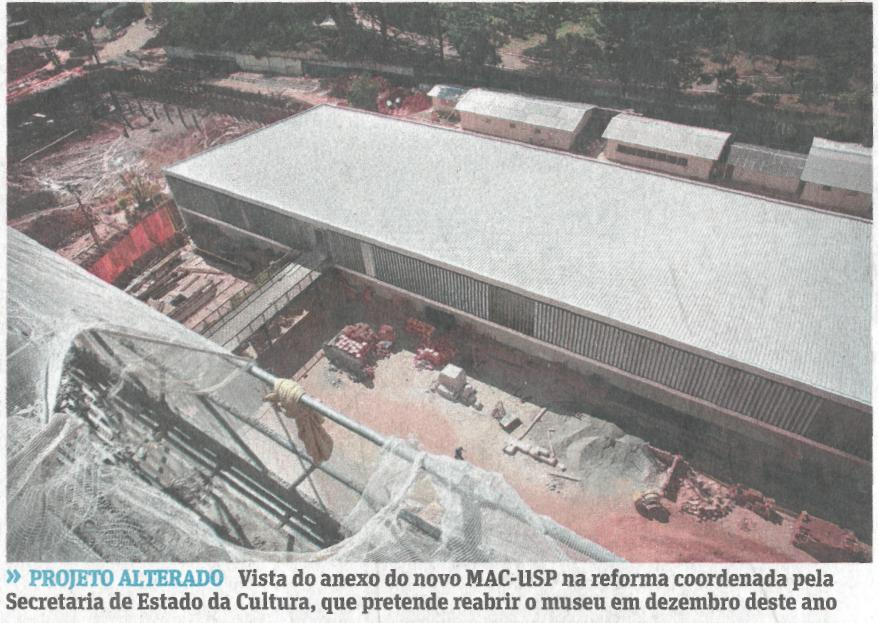 » PROJETO ALTERADO Vista do anexo do novo MAC-USP na reforma coordenada pela
Secretaria de Estado da Cultura, que pretende reabrir o museu em dezembro deste ano